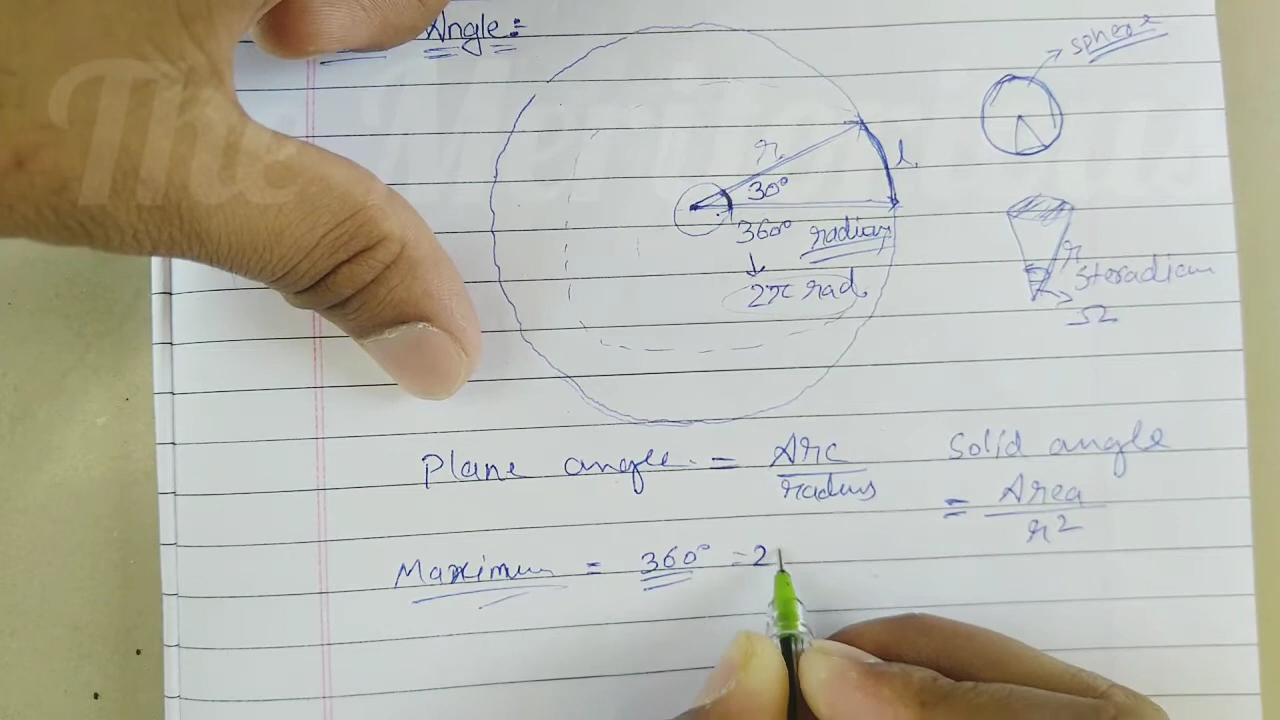 Angle:
sphere
r
l
30°
360° radian
2π rad.
r
steradian
Ω
Plane angle = Arc
radius
Solid angle
= Area
r²
Maximum = 360° = 2